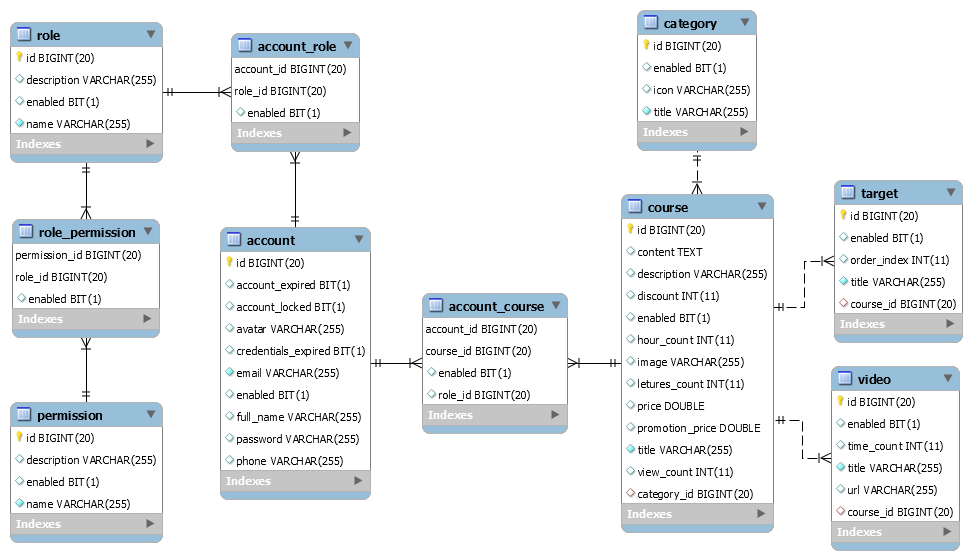 role
id BIGINT(20)
description VARCHAR(255)
enabled BIT(1)
name VARCHAR(255)
Indexes
account_role
account_id BIGINT(20)
role_id BIGINT(20)
enabled BIT(1)
Indexes
category
id BIGINT(20)
enabled BIT(1)
icon VARCHAR(255)
title VARCHAR(255)
Indexes
role_permission
permission_id BIGINT(20)
role_id BIGINT(20)
enabled BIT(1)
Indexes
account
id BIGINT(20)
account_expired BIT(1)
account_locked BIT(1)
avatar VARCHAR(255)
credentials_expired BIT(1)
email VARCHAR(255)
enabled BIT(1)
full_name VARCHAR(255)
password VARCHAR(255)
phone VARCHAR(255)
Indexes
account_course
account_id BIGINT(20)
course_id BIGINT(20)
enabled BIT(1)
role_id BIGINT(20)
Indexes
course
id BIGINT(20)
content TEXT
description VARCHAR(255)
discount INT(11)
enabled BIT(1)
hour_count INT(11)
image VARCHAR(255)
letures_count INT(11)
price DOUBLE
promotion_price DOUBLE
title VARCHAR(255)
view_count INT(11)
category_id BIGINT(20)
Indexes
target
id BIGINT(20)
enabled BIT(1)
order_index INT(11)
title VARCHAR(255)
course_id BIGINT(20)
Indexes
permission
id BIGINT(20)
description VARCHAR(255)
enabled BIT(1)
name VARCHAR(255)
Indexes
video
id BIGINT(20)
enabled BIT(1)
time_count INT(11)
title VARCHAR(255)
url VARCHAR(255)
course_id BIGINT(20)
Indexes